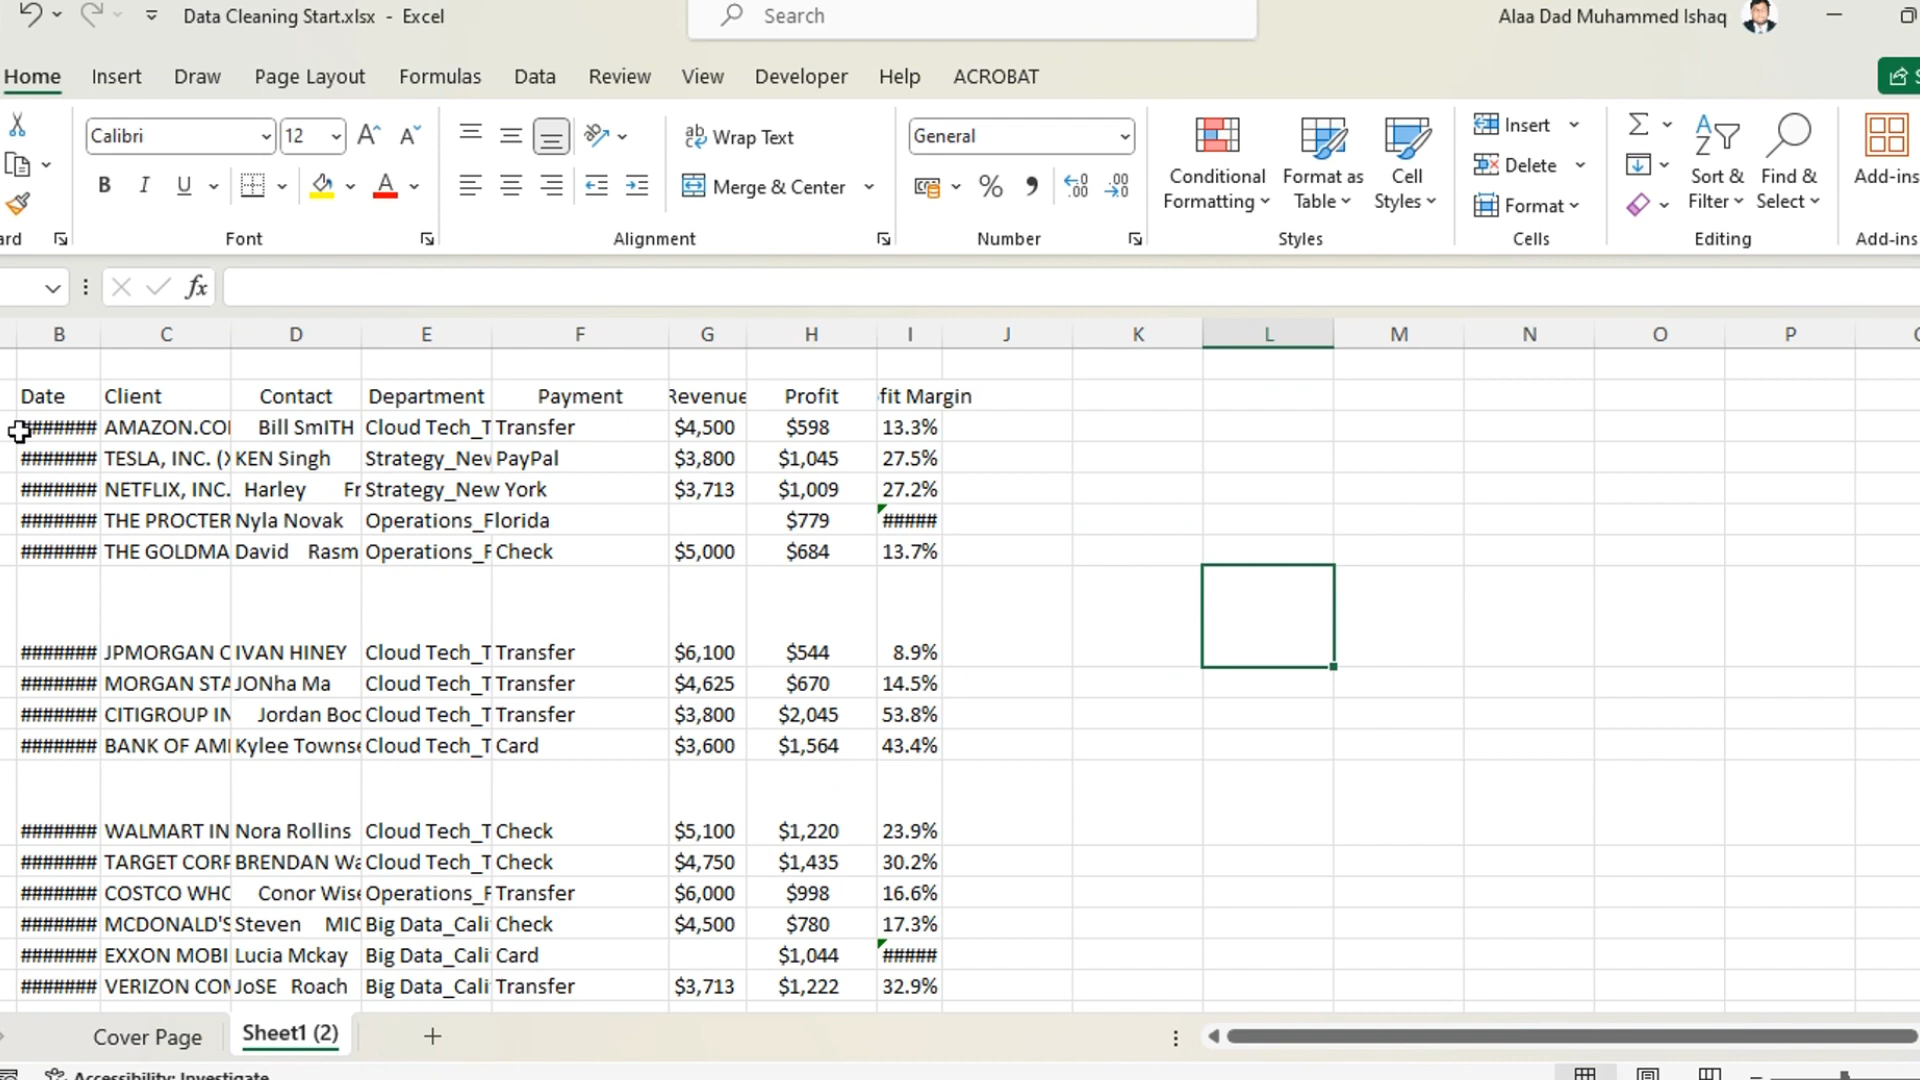 Data Cleaning Start.xlsx - Excel
Search
Alaa Dad Muhammed Ishaq
Home Insert Draw Page Layout Formulas Data Review View Developer Help ACROBAT
Calibri 12 Wrap Text General Insert
B I U Merge & Center % Delete
Conditional Formatting Format as Table Cell Styles Format Sort & Filter Find & Select Add-ins
Font Alignment Number Styles Cells Editing Add-ins
fx
B C D E F G H I J K L M N O P
Date Client Contact Department Payment Revenue Profit fit Margin
####### AMAZON.CO Bill SmITH Cloud Tech_T Transfer $4,500 $598 13.3%
####### TESLA, INC. (X KEN Singh Strategy_Nev PayPal $3,800 $1,045 27.5%
####### NETFLIX, INC. Harley Fr Strategy_New York $3,713 $1,009 27.2%
####### THE PROCTER Nyla Novak Operations_Florida $779 #####
####### THE GOLDMA David Rasm Operations_F Check $5,000 $684 13.7%
####### JPMORGAN C IVAN HINEY Cloud Tech_T Transfer $6,100 $544 8.9%
####### MORGAN STA JONha Ma Cloud Tech_T Transfer $4,625 $670 14.5%
####### CITIGROUP IN Jordan Boo Cloud Tech_T Transfer $3,800 $2,045 53.8%
####### BANK OF AM Kylee Townse Cloud Tech_T Card $3,600 $1,564 43.4%
####### WALMART IN Nora Rollins Cloud Tech_T Check $5,100 $1,220 23.9%
####### TARGET CORP BRENDAN Wa Cloud Tech_T Check $4,750 $1,435 30.2%
####### COSTCO WHO Conor Wise Operations_F Transfer $6,000 $998 16.6%
####### MCDONALD'S Steven MIC Big Data_Cali Check $4,500 $780 17.3%
####### EXXON MOBI Lucia Mckay Big Data_Cali Card $1,044 #####
####### VERIZON COM JoSE Roach Big Data_Cali Transfer $3,713 $1,222 32.9%
Cover Page Sheet1 (2)
Accessibility: Investigate